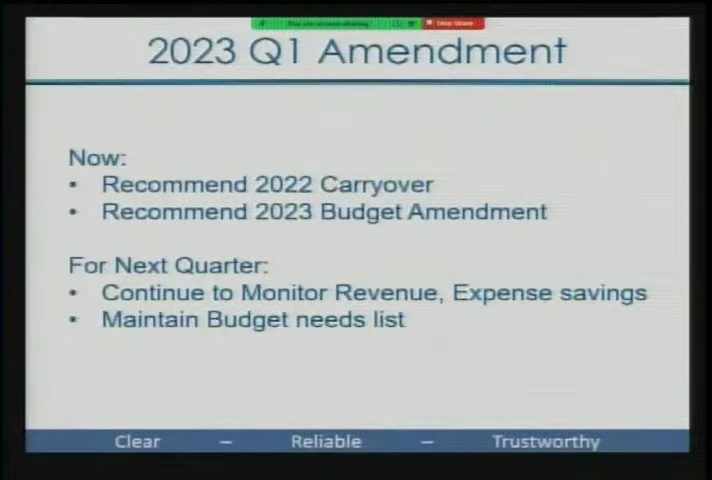 2023 Q1 Amendment
Now:
• Recommend 2022 Carryover
• Recommend 2023 Budget Amendment
For Next Quarter:
• Continue to Monitor Revenue, Expense savings
• Maintain Budget needs list
Clear – Reliable – Trustworthy